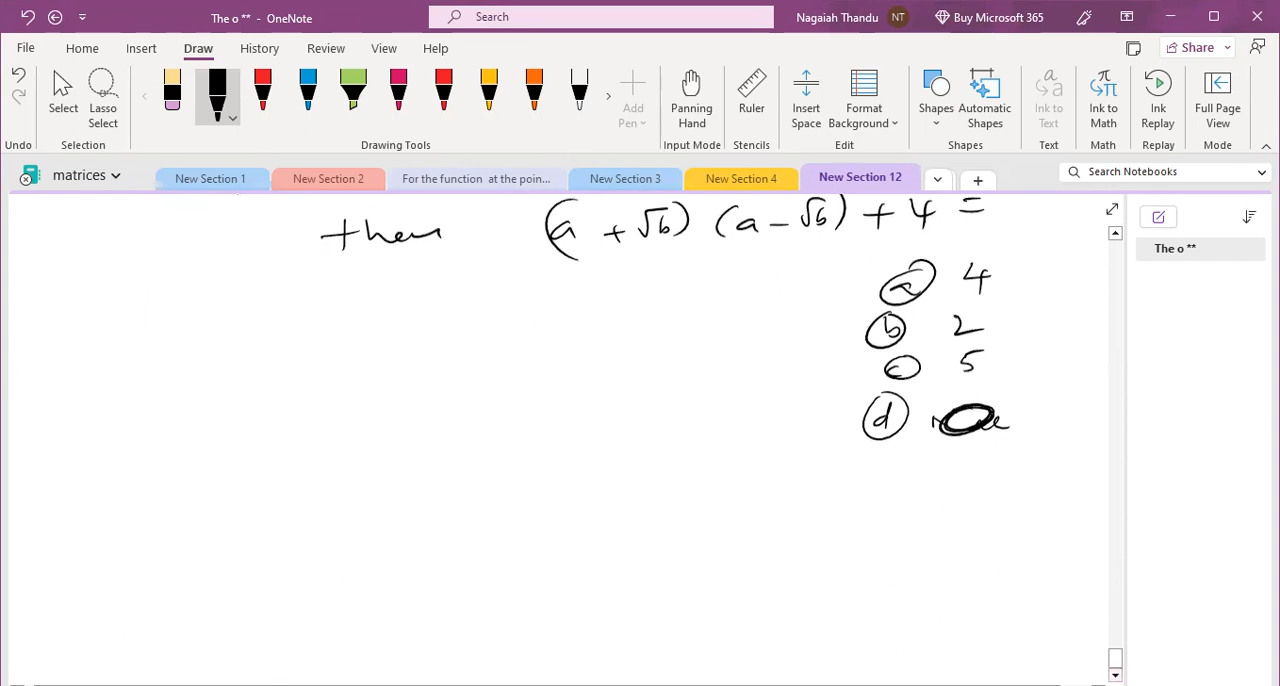 The o ** - OneNote
Search
Nagaiah Thandu NT
Buy Microsoft 365
File Home Insert Draw History Review View Help
Share
Select
Lasso Select
Add Pen
Panning Hand
Ruler
Insert Space
Format Background
Shapes
Automatic Shapes
Ink to Text
Ink to Math
Ink Replay
Full Page View
Undo Selection Drawing Tools Input Mode Stencils Edit Shapes Text Math Replay Mode
matrices
New Section 1 New Section 2 For the function at the poin... New Section 3 New Section 4 New Section 12
Search Notebooks
The o **
then (a + √b) (a - √b) + 4 =
a 4
b 2
c 5
d